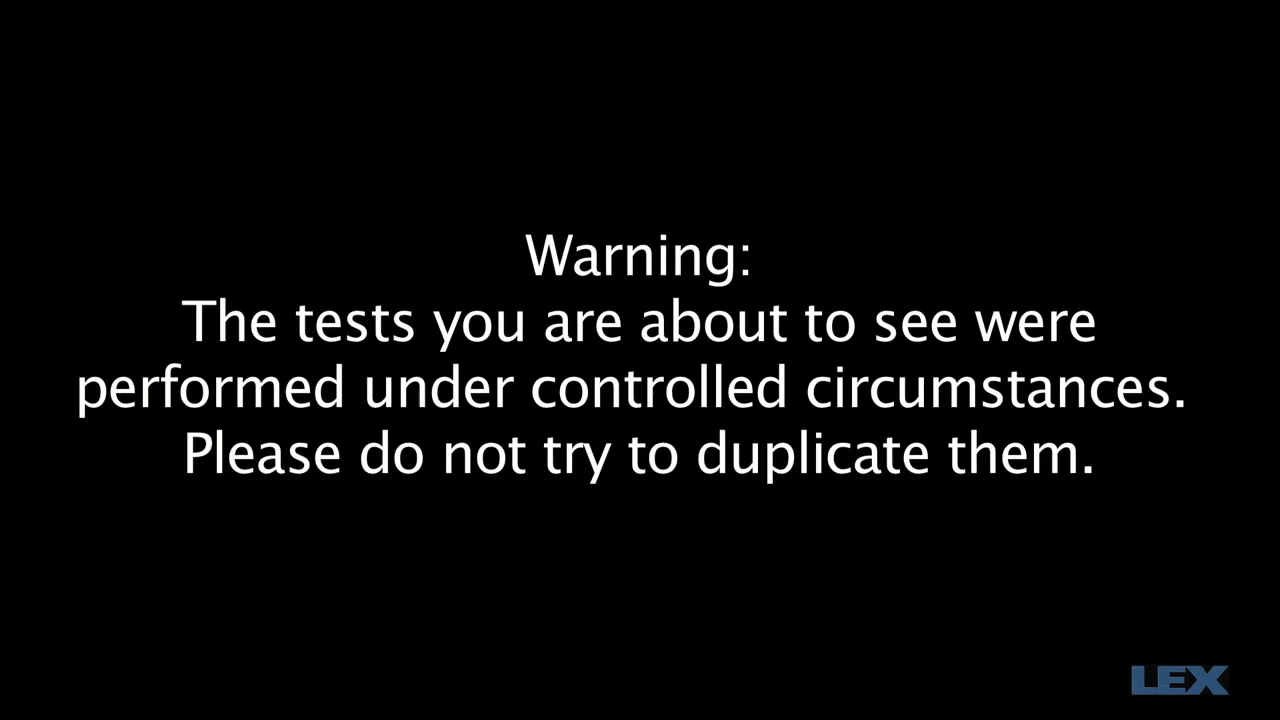 Warning:
The tests you are about to see were
performed under controlled circumstances.
Please do not try to duplicate them.
LEX